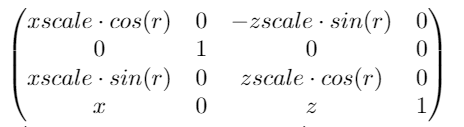 xscale · cos(r) 0 −zscale · sin(r) 0
0 1 0 0
xscale · sin(r) 0 zscale · cos(r) 0
x 0 z 1